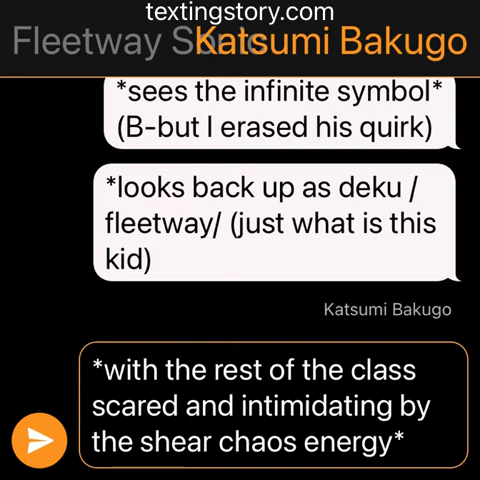 textingstory.com
Fleetway S Katsumi Bakugo
*sees the infinite symbol*
(B-but I erased his quirk)
*looks back up as deku /
fleetway/ (just what is this
kid)
Katsumi Bakugo
*with the rest of the class
scared and intimidating by
the shear chaos energy*